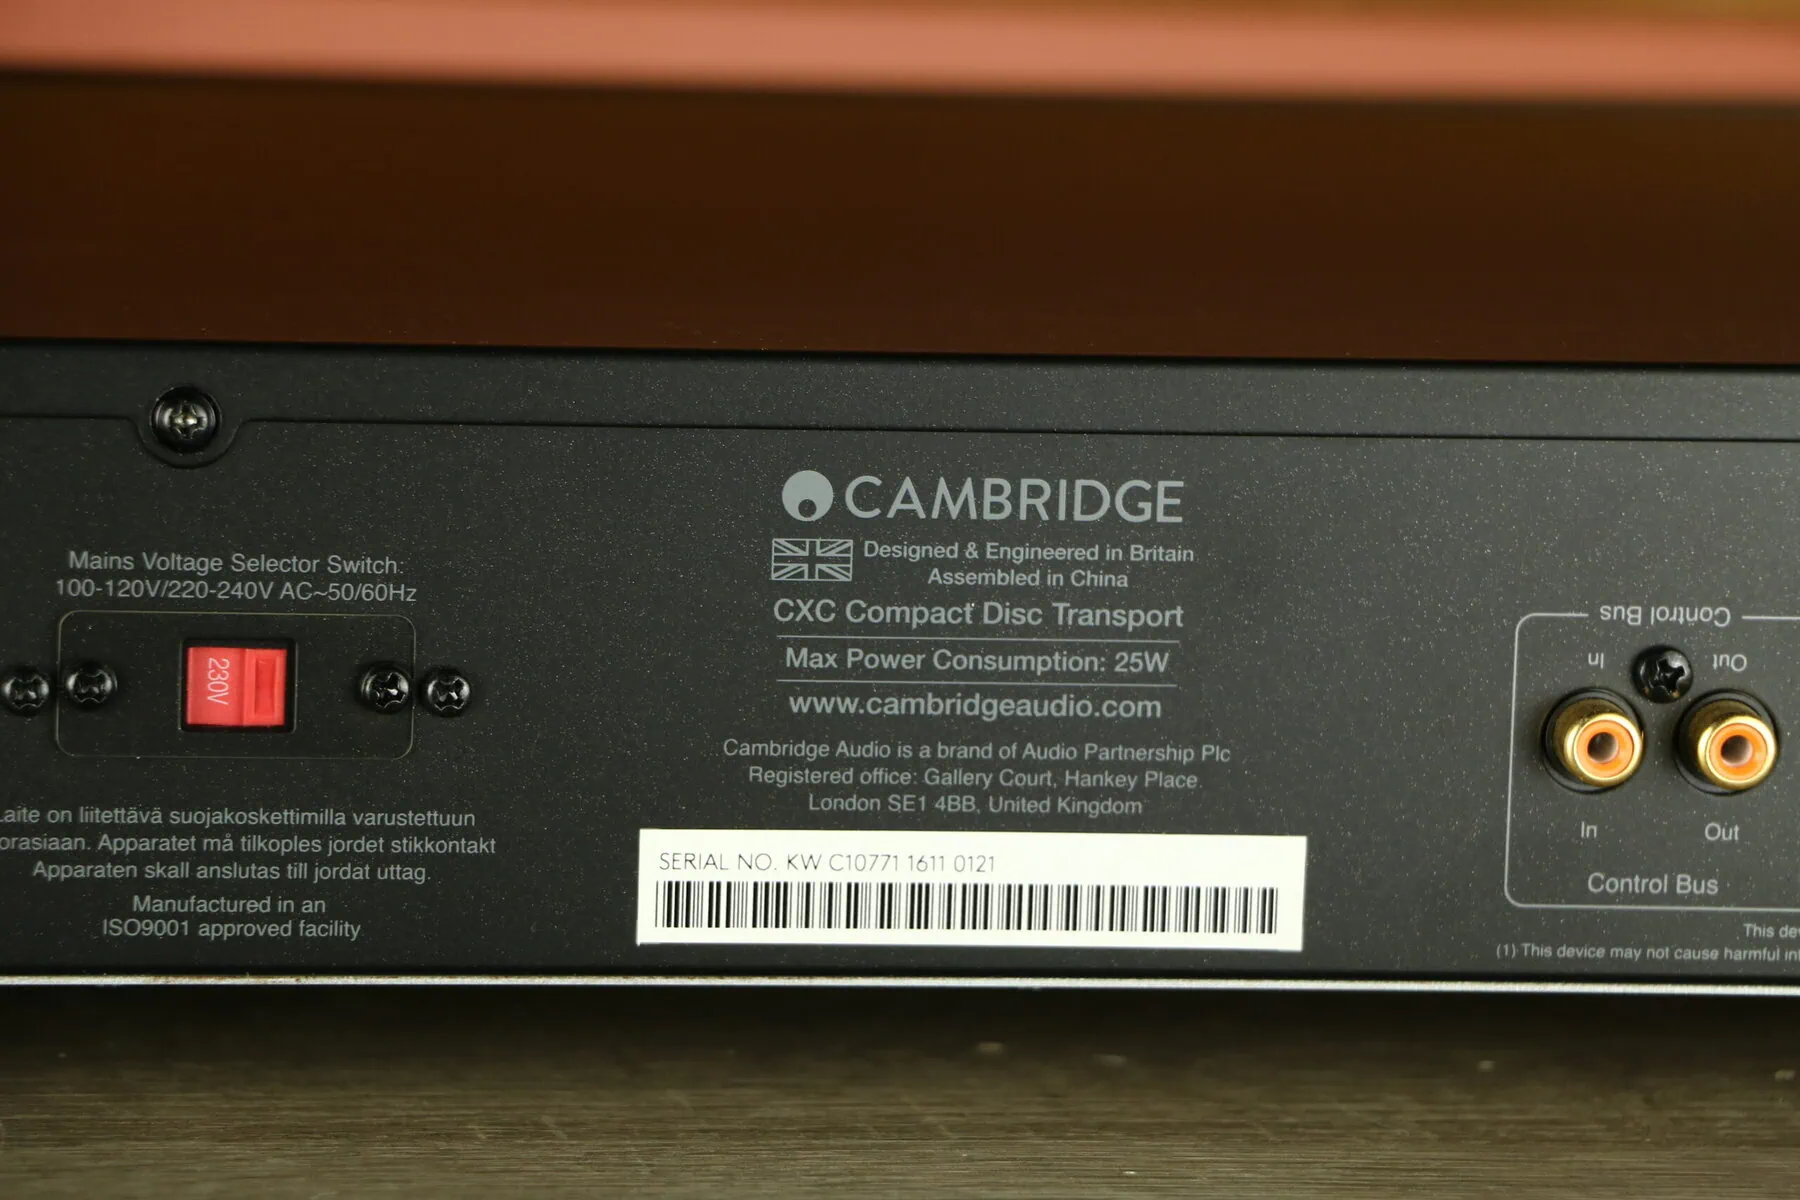 Mains Voltage Selector Switch:
100-120V/220-240V AC~50/60Hz
230V
Laite on liitettävä suojakoskettimilla varustettuun
orasiaan. Apparatet må tilkoples jordet stikkontakt
Apparaten skall anslutas till jordat uttag.
Manufactured in an
ISO9001 approved facility
CAMBRIDGE
Designed & Engineered in Britain
Assembled in China
CXC Compact Disc Transport
Max Power Consumption: 25W
www.cambridgeaudio.com
Cambridge Audio is a brand of Audio Partnership Plc
Registered office: Gallery Court, Hankey Place.
London SE1 4BB, United Kingdom
SERIAL NO. KW C10771 1611 0121
Control Bus
In
Out
In
Out
Control Bus
This
(1) This device may not cause harmful